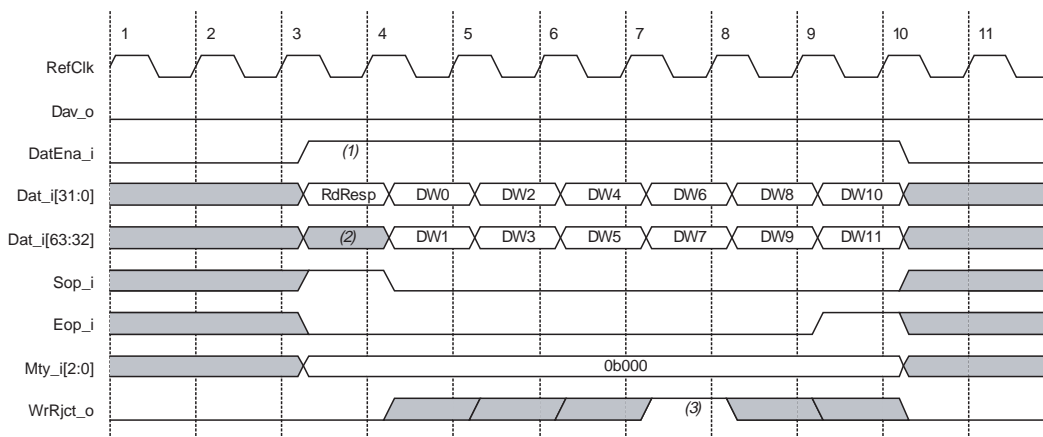 1 2 3 4 5 6 7 8 9 10 11
RefClk
Dav_o
DatEna_i (1)
Dat_i[31:0] RdResp DW0 DW2 DW4 DW6 DW8 DW10
Dat_i[63:32] (2) DW1 DW3 DW5 DW7 DW9 DW11
Sop_i
Eop_i
Mty_i[2:0] 0b000
WrRjct_o (3)